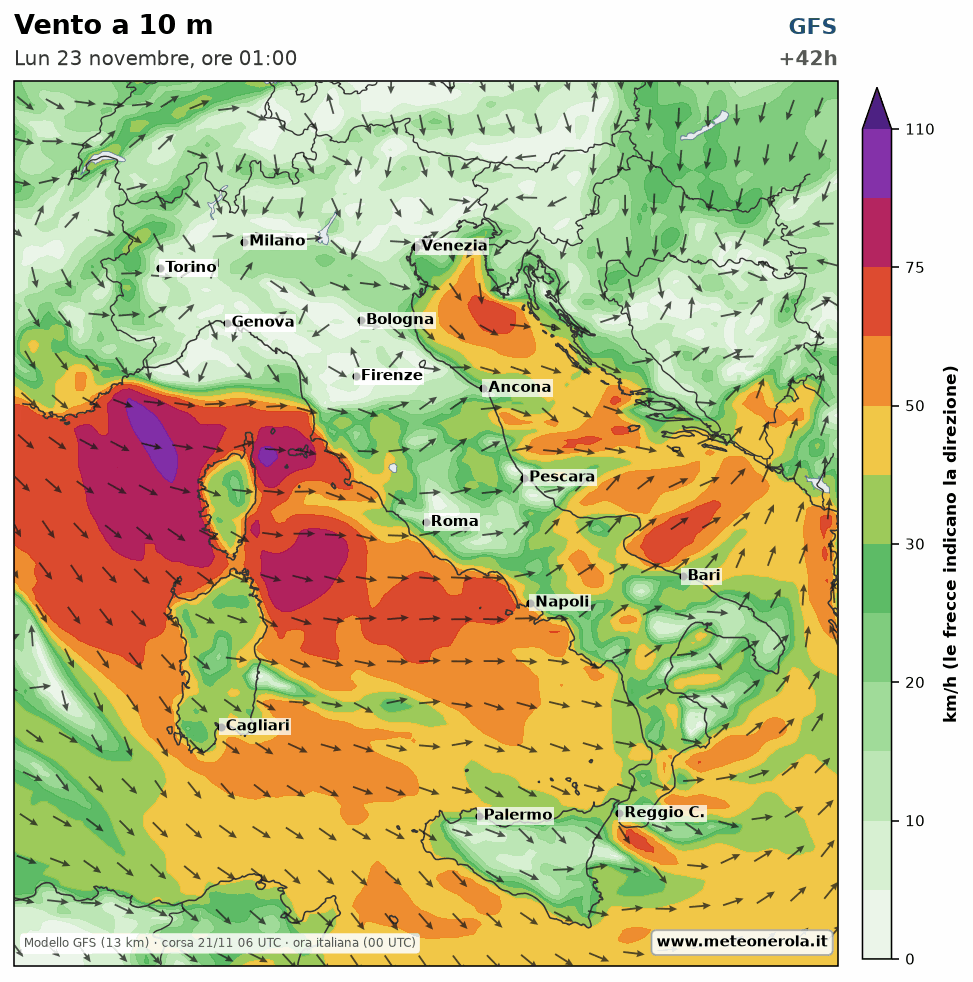 Vento a 10 m
GFS
Lun 23 novembre, ore 01:00
+42h
110
Milano
Venezia
Torino
75
Genova
Bologna
Firenze
Ancona
50
Pescara
Roma
30
Bari
Napoli
20
Cagliari
Palermo
Reggio C.
10
Modello GFS (13 km) · corsa 21/11 06 UTC · ora italiana (00 UTC)
www.meteonerola.it
0
km/h (le frecce indicano la direzione)